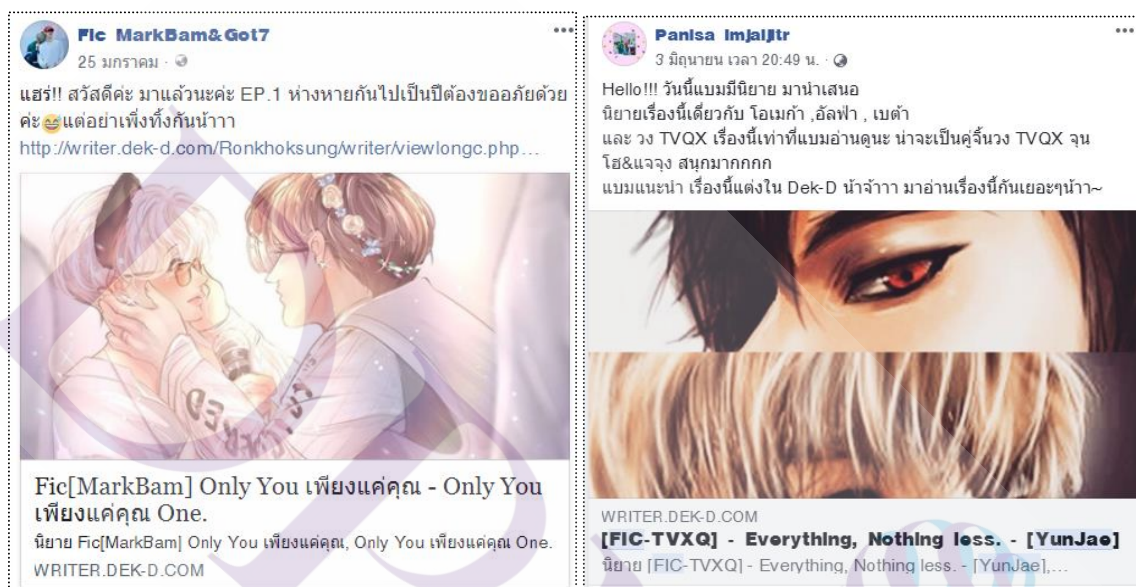 Fic MarkBam&Got7
25 มกราคม
แฮร่!! สวัสดีค่ะ มาแล้วนะค่ะ EP.1 ห่างหายกันไปเป็นปีต้องขออภัยด้วย
ค่ะ 😅แต่อย่าเพิ่งทิ้งกันน้าาา
http://writer.dek-d.com/Ronkhoksung/writer/viewlongc.php...
Fic[MarkBam] Only You เพียงแค่คุณ - Only You
เพียงแค่คุณ One.
นิยาย Fic[MarkBam] Only You เพียงแค่คุณ, Only You เพียงแค่คุณ One.
WRITER.DEK-D.COM
Panisa Imjaijitr
3 มิถุนายน เวลา 20:49 น.
Hello!!! วันนี้แบมมีนิยาย มานำเสนอ
นิยายเรื่องนี้เดี่ยวกับ โอเมก้า ,อัลฟ่า , เบต้า
และ วง TVQX เรื่องนี้เท่าที่แบมอ่านดูนะ น่าจะเป็นคู่จิ้นวง TVQX จุน
โฮ&แจจุง สนุกมากกกก
แบมแนะนำ เรื่องนี้แต่งใน Dek-D น้าจ้าาา มาอ่านเรื่องนี้กันเยอะๆน้าา~
WRITER.DEK-D.COM
[FIC-TVXQ] - Everything, Nothing less. - [YunJae]
นิยาย [FIC-TVXQ] - Everything, Nothing less. - [YunJae],...